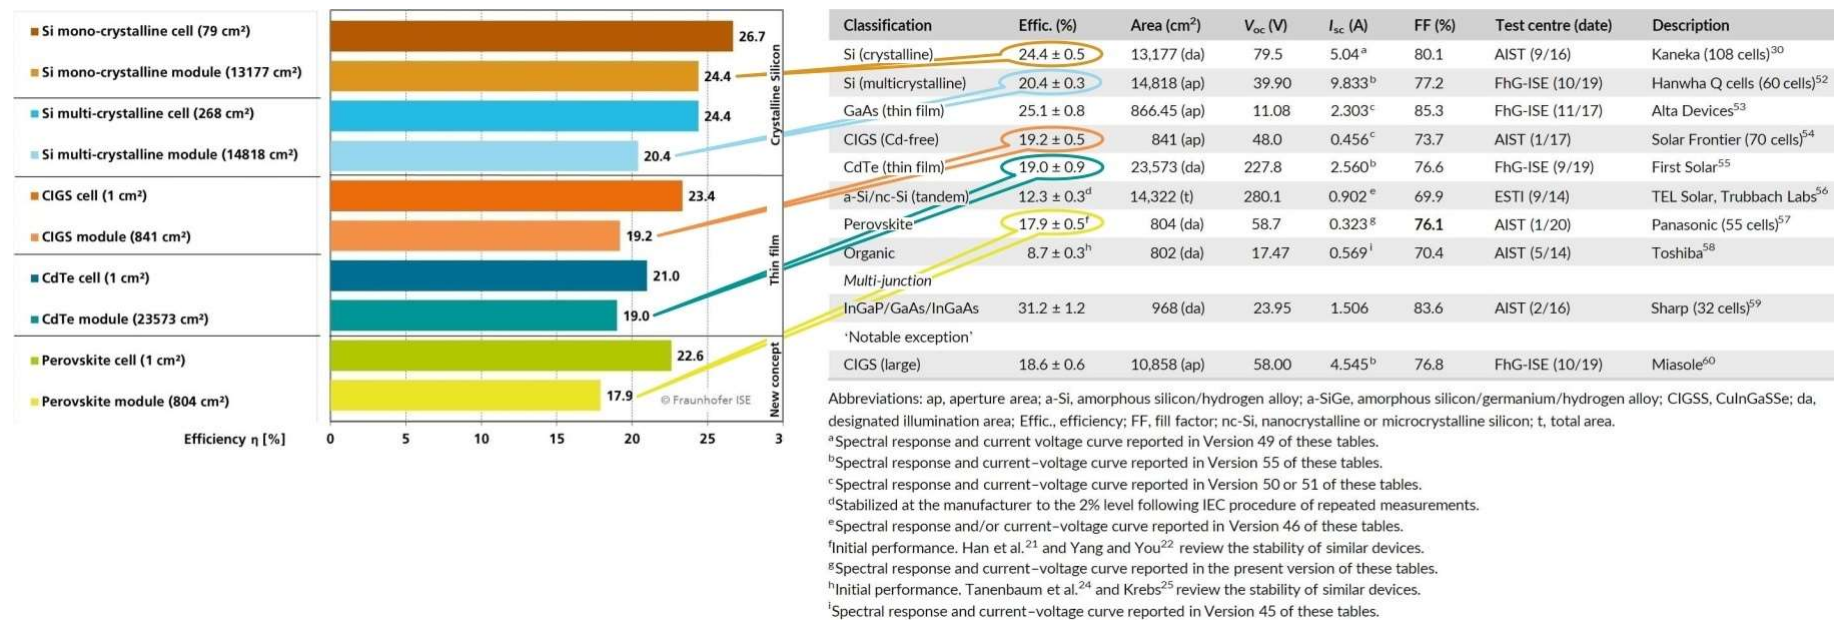 Si mono-crystalline cell (79 cm²)
Si mono-crystalline module (13177 cm²)
Si multi-crystalline cell (268 cm²)
Si multi-crystalline module (14818 cm²)
CIGS cell (1 cm²)
CIGS module (841 cm²)
CdTe cell (1 cm²)
CdTe module (23573 cm²)
Perovskite cell (1 cm²)
Perovskite module (804 cm²)
26.7
24.4
24.4
20.4
23.4
19.2
21.0
19.0
22.6
17.9
© Fraunhofer ISE
Crystalline Silicon
Thin film
New concept
Efficiency η [%]
0 5 10 15 20 25 3
Classification Effic. (%) Area (cm²) Voc (V) Isc (A) FF (%) Test centre (date) Description
Si (crystalline) 24.4 ± 0.5 13,177 (da) 79.5 5.04ᵃ 80.1 AIST (9/16) Kaneka (108 cells)³⁰
Si (multicrystalline) 20.4 ± 0.3 14,818 (ap) 39.90 9.833ᵇ 77.2 FhG-ISE (10/19) Hanwha Q cells (60 cells)⁵²
GaAs (thin film) 25.1 ± 0.8 866.45 (ap) 11.08 2.303ᶜ 85.3 FhG-ISE (11/17) Alta Devices⁵³
CIGS (Cd-free) 19.2 ± 0.5 841 (ap) 48.0 0.456ᶜ 73.7 AIST (1/17) Solar Frontier (70 cells)⁵⁴
CdTe (thin film) 19.0 ± 0.9 23,573 (da) 227.8 2.560ᵇ 76.6 FhG-ISE (9/19) First Solar⁵⁵
a-Si/nc-Si (tandem) 12.3 ± 0.3ᵈ 14,322 (t) 280.1 0.902ᵉ 69.9 ESTI (9/14) TEL Solar, Trubbach Labs⁵⁶
Perovskite 17.9 ± 0.5ᶠ 804 (da) 58.7 0.323ᵍ 76.1 AIST (1/20) Panasonic (55 cells)⁵⁷
Organic 8.7 ± 0.3ʰ 802 (da) 17.47 0.569ⁱ 70.4 AIST (5/14) Toshiba⁵⁸
Multi-junction
InGaP/GaAs/InGaAs 31.2 ± 1.2 968 (da) 23.95 1.506 83.6 AIST (2/16) Sharp (32 cells)⁵⁹
'Notable exception'
CIGS (large) 18.6 ± 0.6 10,858 (ap) 58.00 4.545ᵇ 76.8 FhG-ISE (10/19) Miasole⁶⁰
Abbreviations: ap, aperture area; a-Si, amorphous silicon/hydrogen alloy; a-SiGe, amorphous silicon/germanium/hydrogen alloy; CIGSS, CuInGaSSe; da,
designated illumination area; Effic., efficiency; FF, fill factor; nc-Si, nanocrystalline or microcrystalline silicon; t, total area.
ᵃSpectral response and current voltage curve reported in Version 49 of these tables.
ᵇSpectral response and current–voltage curve reported in Version 55 of these tables.
ᶜSpectral response and current–voltage curve reported in Version 50 or 51 of these tables.
ᵈStabilized at the manufacturer to the 2% level following IEC procedure of repeated measurements.
ᵉSpectral response and/or current–voltage curve reported in Version 46 of these tables.
ᶠInitial performance. Han et al.²¹ and Yang and You²² review the stability of similar devices.
ᵍSpectral response and current–voltage curve reported in the present version of these tables.
ʰInitial performance. Tanenbaum et al.²⁴ and Krebs²⁵ review the stability of similar devices.
ⁱSpectral response and current–voltage curve reported in Version 45 of these tables.